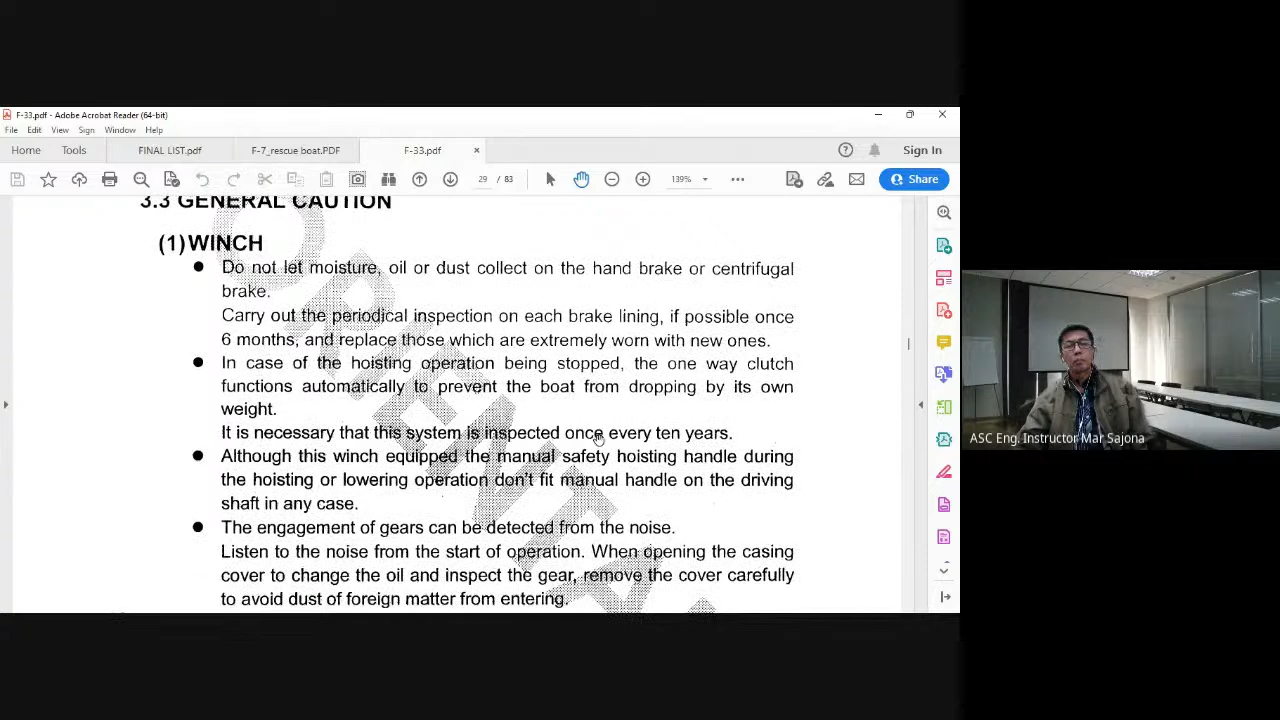 F-33.pdf - Adobe Acrobat Reader (64-bit)
File Edit View Sign Window Help
Home Tools FINAL LIST.pdf F-7_rescue boat.PDF F-33.pdf × Sign In
29 / 83 139% Share
3.3 GENERAL CAUTION
(1) WINCH
● Do not let moisture, oil or dust collect on the hand brake or centrifugal
brake.
Carry out the periodical inspection on each brake lining, if possible once
6 months, and replace those which are extremely worn with new ones.
● In case of the hoisting operation being stopped, the one way clutch
functions automatically to prevent the boat from dropping by its own
weight.
It is necessary that this system is inspected once every ten years.
● Although this winch equipped the manual safety hoisting handle during
the hoisting or lowering operation don't fit manual handle on the driving
shaft in any case.
● The engagement of gears can be detected from the noise.
Listen to the noise from the start of operation. When opening the casing
cover to change the oil and inspect the gear, remove the cover carefully
to avoid dust of foreign matter from entering.
ORIENTAL
ASC Eng. Instructor Mar Sajona